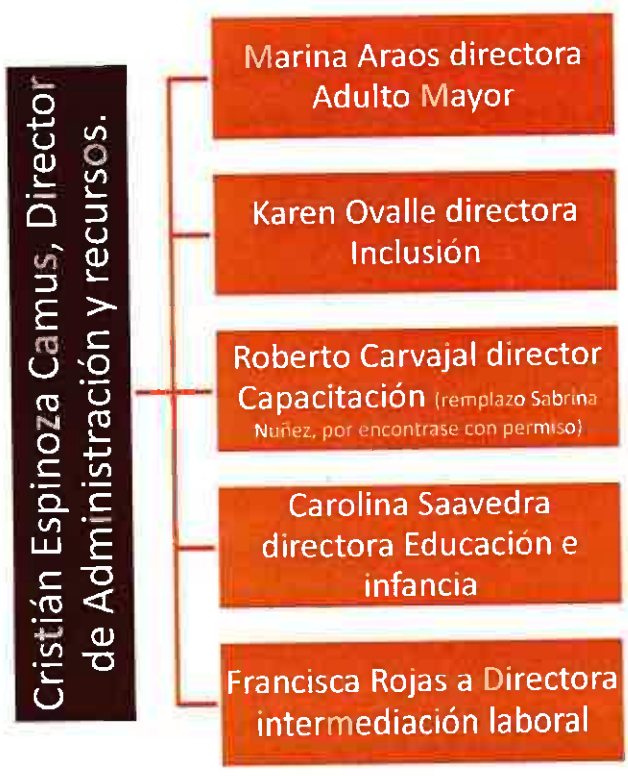 Cristián Espinoza Camus, Director
de Administración y recursos.
Marina Araos directora
Adulto Mayor
Karen Ovalle directora
Inclusión
Roberto Carvajal director
Capacitación (remplazo Sabrina
Nuñez, por encontrase con permiso)
Carolina Saavedra
directora Educación e
infancia
Francisca Rojas a Directora
intermediación laboral